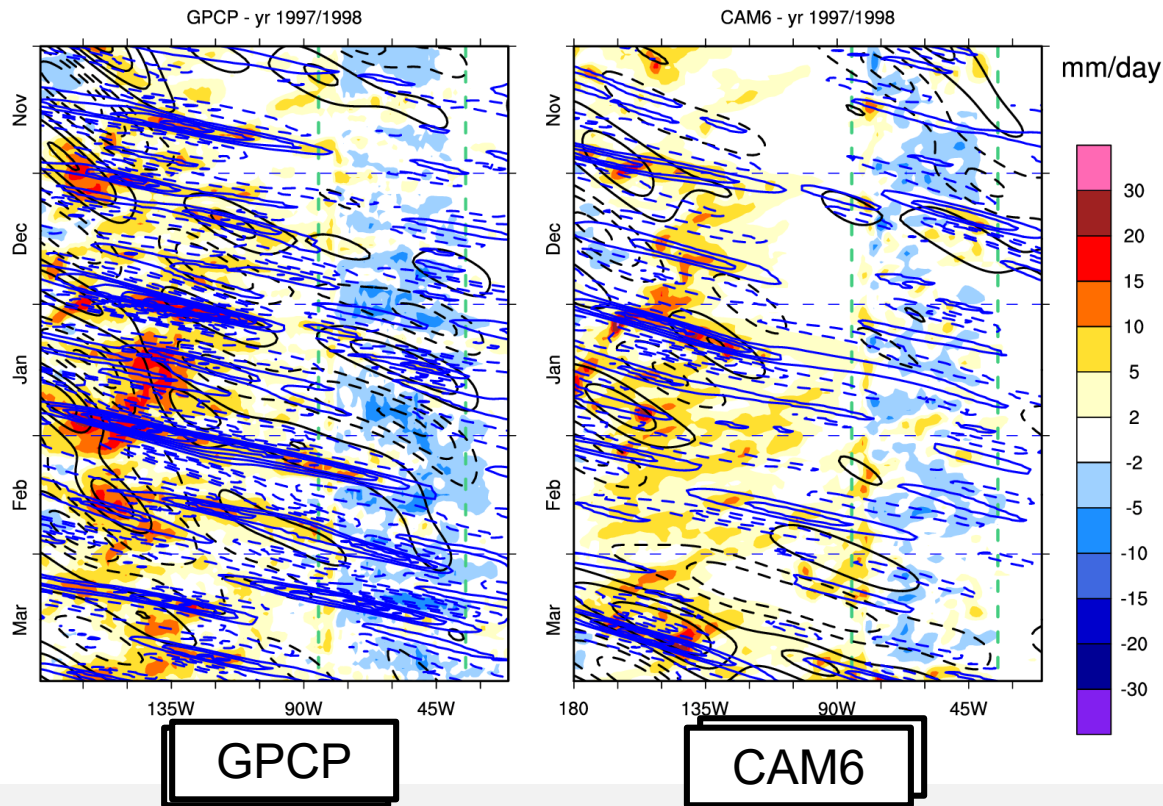 GPCP - yr 1997/1998
CAM6 - yr 1997/1998
mm/day
Nov
Dec
Jan
Feb
Mar
135W
90W
45W
Nov
Dec
Jan
Feb
Mar
180
135W
90W
45W
30
20
15
10
5
2
-2
-5
-10
-15
-20
-30
GPCP
CAM6